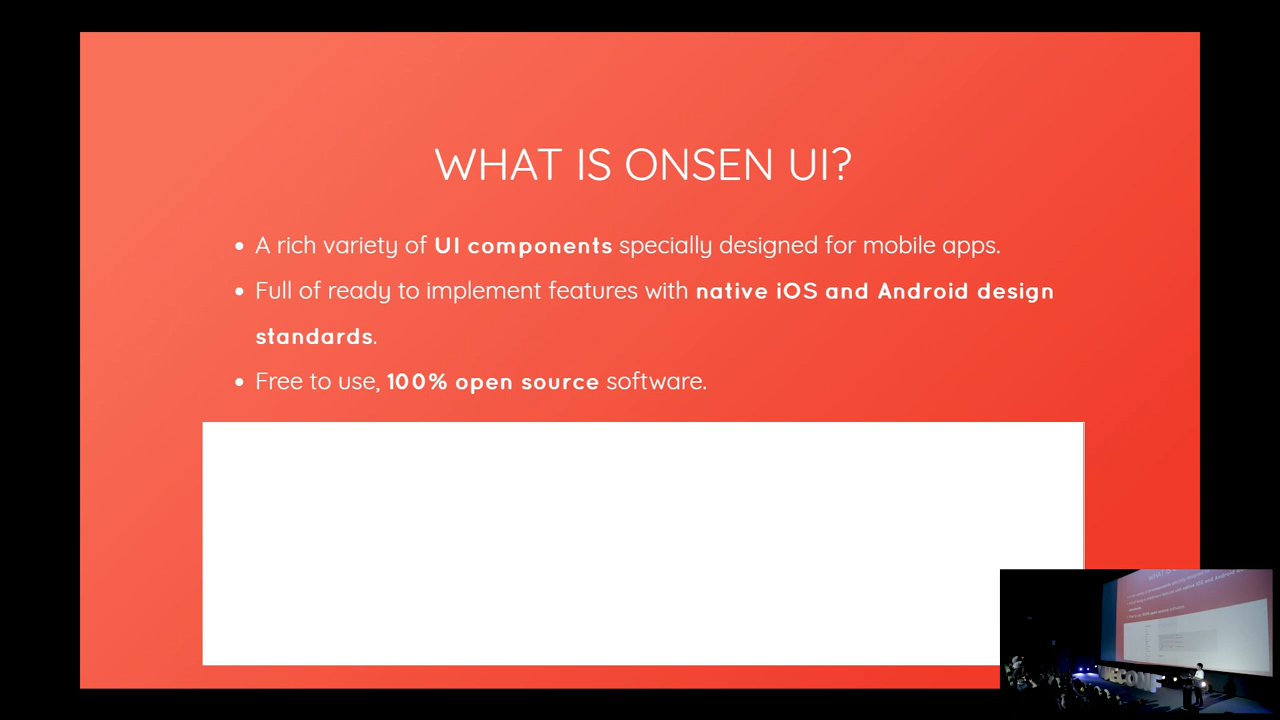 WHAT IS ONSEN UI?
• A rich variety of UI components specially designed for mobile apps.
• Full of ready to implement features with native iOS and Android design
standards.
• Free to use, 100% open source software.